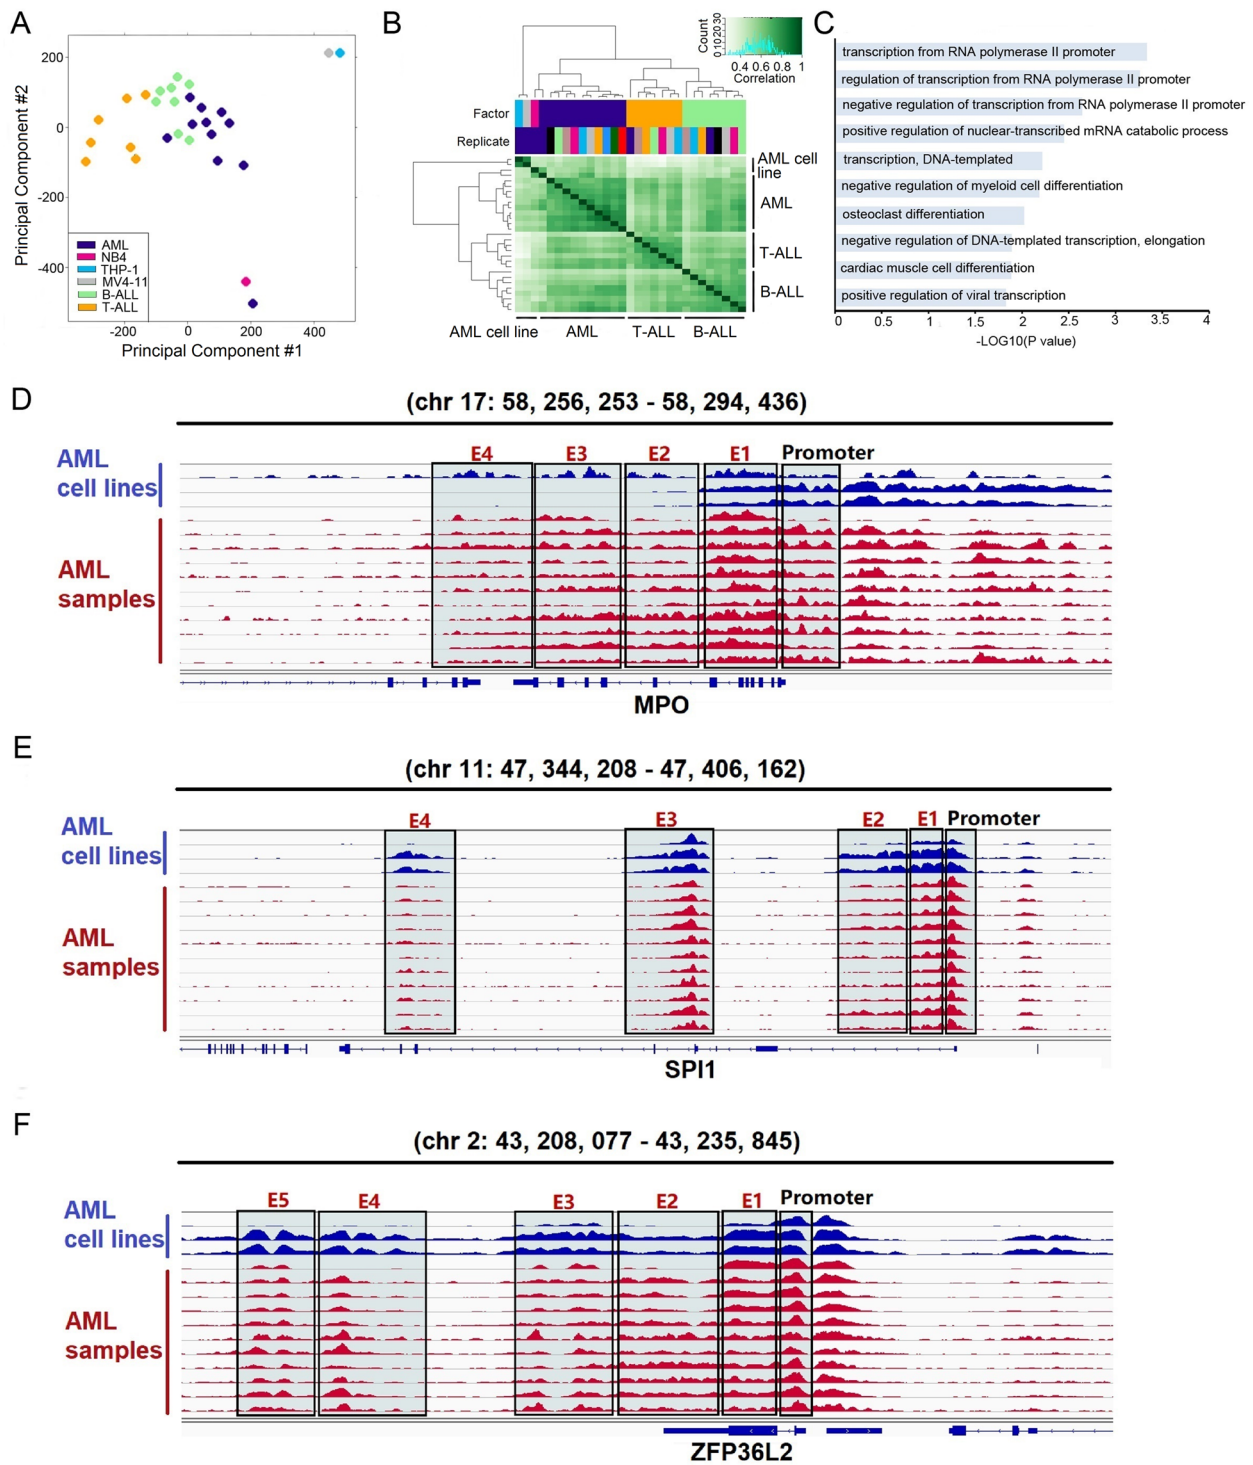 A
Principal Component #2
200
0
-200
-400
AML
NB4
THP-1
MV4-11
B-ALL
T-ALL
-200 0 200 400
Principal Component #1
B
Count
0 10 20 30
0.4 0.6 0.8 1
Correlation
Factor
Replicate
AML cell
line
AML
T-ALL
B-ALL
AML cell line AML T-ALL B-ALL
C
transcription from RNA polymerase II promoter
regulation of transcription from RNA polymerase II promoter
negative regulation of transcription from RNA polymerase II promoter
positive regulation of nuclear-transcribed mRNA catabolic process
transcription, DNA-templated
negative regulation of myeloid cell differentiation
osteoclast differentiation
negative regulation of DNA-templated transcription, elongation
cardiac muscle cell differentiation
positive regulation of viral transcription
0 0.5 1 1.5 2 2.5 3 3.5 4
-LOG10(P value)
D
(chr 17: 58, 256, 253 - 58, 294, 436)
E4 E3 E2 E1 Promoter
AML
cell lines
AML
samples
MPO
E
(chr 11: 47, 344, 208 - 47, 406, 162)
E4 E3 E2 E1 Promoter
AML
cell lines
AML
samples
SPI1
F
(chr 2: 43, 208, 077 - 43, 235, 845)
E5 E4 E3 E2 E1 Promoter
AML
cell lines
AML
samples
ZFP36L2